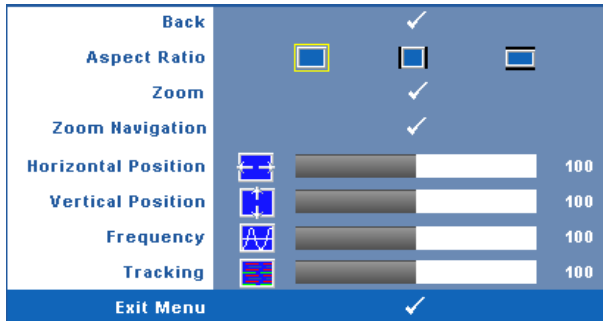 Back
Aspect Ratio
Zoom
Zoom Navigation
Horizontal Position 100
Vertical Position 100
Frequency 100
Tracking 100
Exit Menu